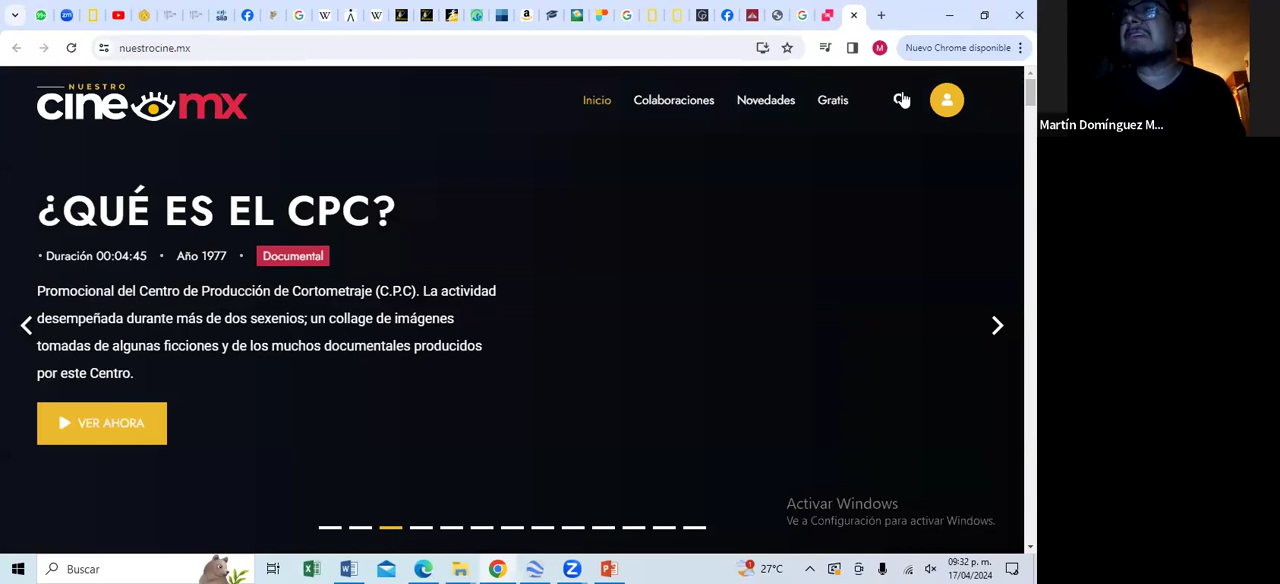 nuestrocine.mx
M
Nuevo Chrome disponible
NUESTRO
cine mx
Inicio
Colaboraciones
Novedades
Gratis
Martín Domínguez M...
¿QUÉ ES EL CPC?
• Duración 00:04:45 • Año 1977 • Documental
Promocional del Centro de Producción de Cortometraje (C.P.C). La actividad
desempeñada durante más de dos sexenios; un collage de imágenes
tomadas de algunas ficciones y de los muchos documentales producidos
por este Centro.
VER AHORA
Activar Windows
Ve a Configuración para activar Windows.
Buscar
27°C
09:32 p. m.
17/04/2024